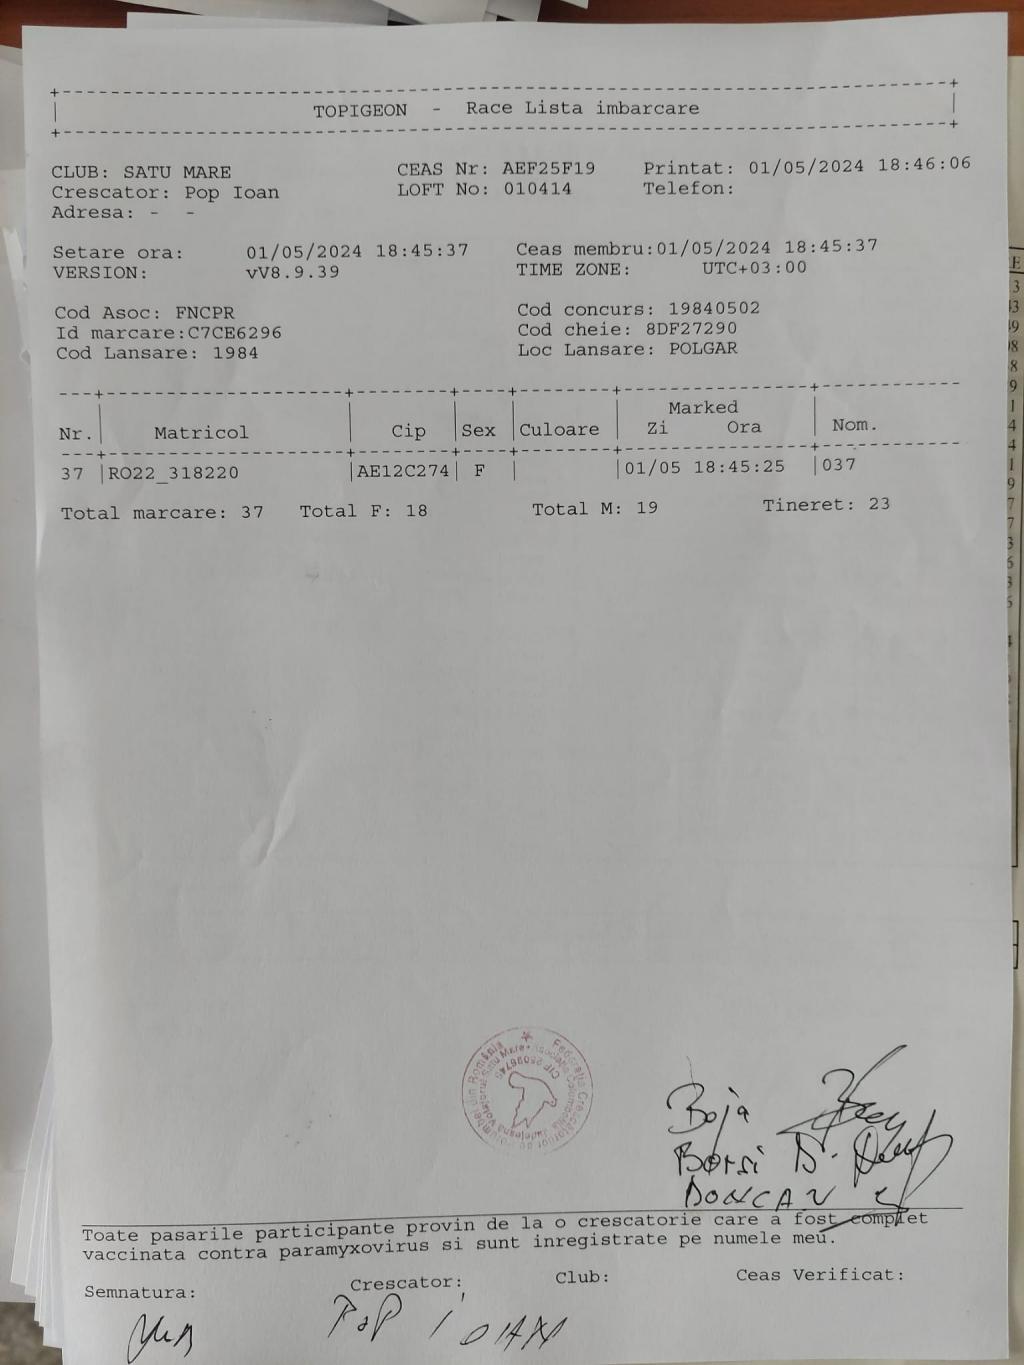 TOPIGEON - Race Lista imbarcare
CLUB: SATU MARE CEAS Nr: AEF25F19 Printat: 01/05/2024 18:46:06
Crescator: Pop Ioan LOFT No: 010414 Telefon:
Adresa: - -
Setare ora: 01/05/2024 18:45:37 Ceas membru:01/05/2024 18:45:37
VERSION: vV8.9.39 TIME ZONE: UTC+03:00
Cod Asoc: FNCPR Cod concurs: 19840502
Id marcare:C7CE6296 Cod cheie: 8DF27290
Cod Lansare: 1984 Loc Lansare: POLGAR
Marked
Nr. Matricol Cip Sex Culoare Zi Ora Nom.
37 RO22_318220 AE12C274 F 01/05 18:45:25 037
Total marcare: 37 Total F: 18 Total M: 19 Tineret: 23
Boja
Borsi D.
DONCAN
Toate pasarile participante provin de la o crescatorie care a fost complet
vaccinata contra paramyxovirus si sunt inregistrate pe numele meu.
Semnatura: Crescator: Club: Ceas Verificat:
POP IOAN